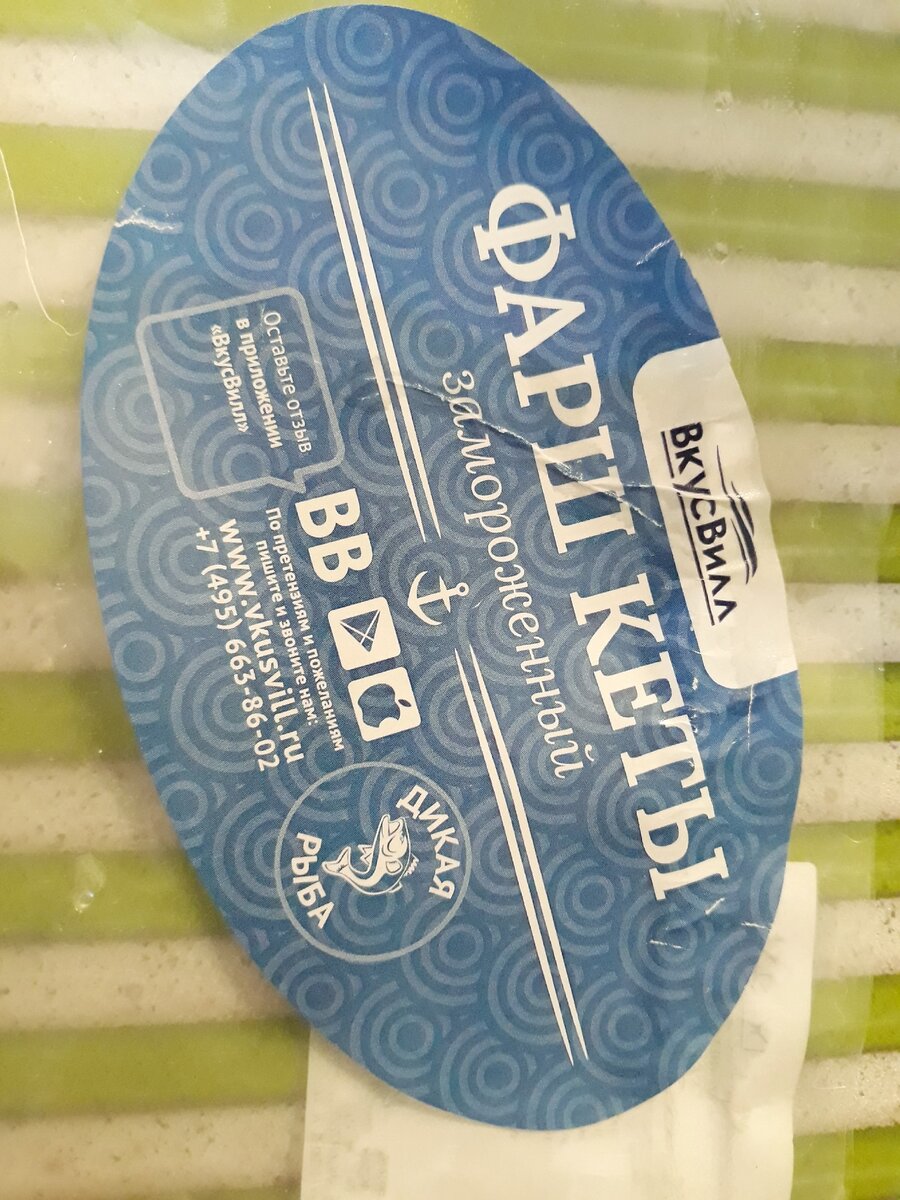 ВкусВилл
ФАРШ КЕТЫ
замороженный
Оставьте отзыв
в приложении
«ВкусВилл»
ВВ
По претензиям и пожеланиям
пишите и звоните нам:
www.vkusvill.ru
+7 (495) 663-86-02
ДИКАЯ
РЫБА